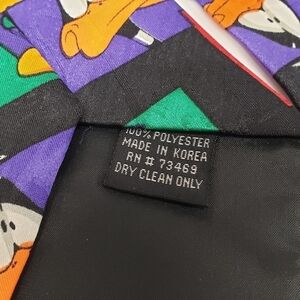 100% POLYESTER
MADE IN KOREA
RN # 73469
DRY CLEAN ONLY